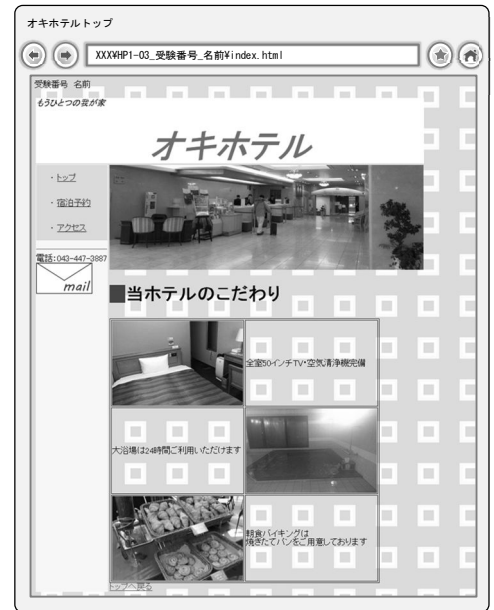 オキホテルトップ
XXX¥HP1-03_受験番号_名前¥index.html
受験番号 名前
もうひとつの我が家
オキホテル
・トップ
・宿泊予約
・アクセス
電話:043-447-3887
mail
■当ホテルのこだわり
全室50インチTV・空気清浄機完備
大浴場は24時間ご利用いただけます
朝食バイキングは
焼きたてパンをご用意しております
トップへ戻る